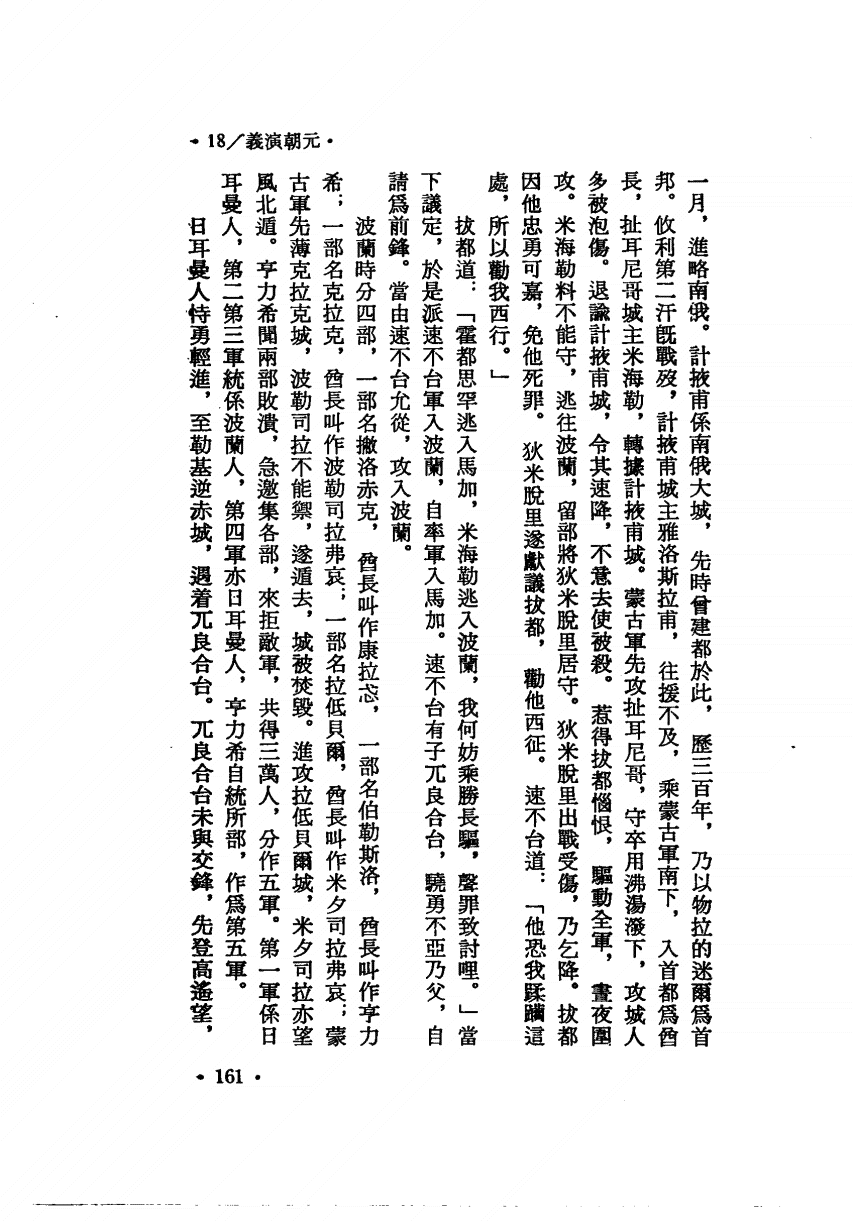 ·元朝演義/18·
一月，進略南俄。計掖甫係南俄大城，先時曾建都於此，歷三百年，乃以物拉的迷爾爲首
邦。攸利第二汗旣戰歿，計掖甫城主雅洛斯拉甫，往援不及，乘蒙古軍南下，入首都爲酋
長，扯耳尼哥城主米海勒，轉據計掖甫城。蒙古軍先攻扯耳尼哥，守卒用沸湯潑下，攻城人
多被泡傷。退諭計掖甫城，令其速降，不意去使被殺。惹得拔都惱恨，驅動全軍，晝夜圍
攻。米海勒料不能守，逃往波蘭，留部將狄米脫里居守。狄米脫里出戰受傷，乃乞降。拔都
因他忠勇可嘉，免他死罪。狄米脫里遂獻議拔都，勸他西征。速不台道：「他恐我蹂躪這
處，所以勸我西行。」
拔都道：「霍都思罕逃入馬加，米海勒逃入波蘭，我何妨乘勝長驅，聲罪致討哩。」當
下議定，於是派速不台軍入波蘭，自率軍入馬加。速不台有子兀良合台，驍勇不亞乃父，自
請爲前鋒。當由速不台允從，攻入波蘭。
波蘭時分四部，一部名撒洛赤克，酋長叫作康拉忒，一部名伯勒斯洛，酋長叫作亨力
希；一部名克拉克，酋長叫作波勒司拉弗哀；一部名拉低貝爾，酋長叫作米夕司拉弗哀；蒙
古軍先薄克拉克城，波勒司拉不能禦，遂遁去，城被焚毀。進攻拉低貝爾城，米夕司拉亦望
風北遁。亨力希聞兩部敗潰，急邀集各部，來拒敵軍，共得三萬人，分作五軍。第一軍係日
耳曼人，第二第三軍統係波蘭人，第四軍亦日耳曼人，亨力希自統所部，作爲第五軍。
日耳曼人恃勇輕進，至勒基逆赤城，遇着兀良合台。兀良合台未與交鋒，先登高遙望，
·161·